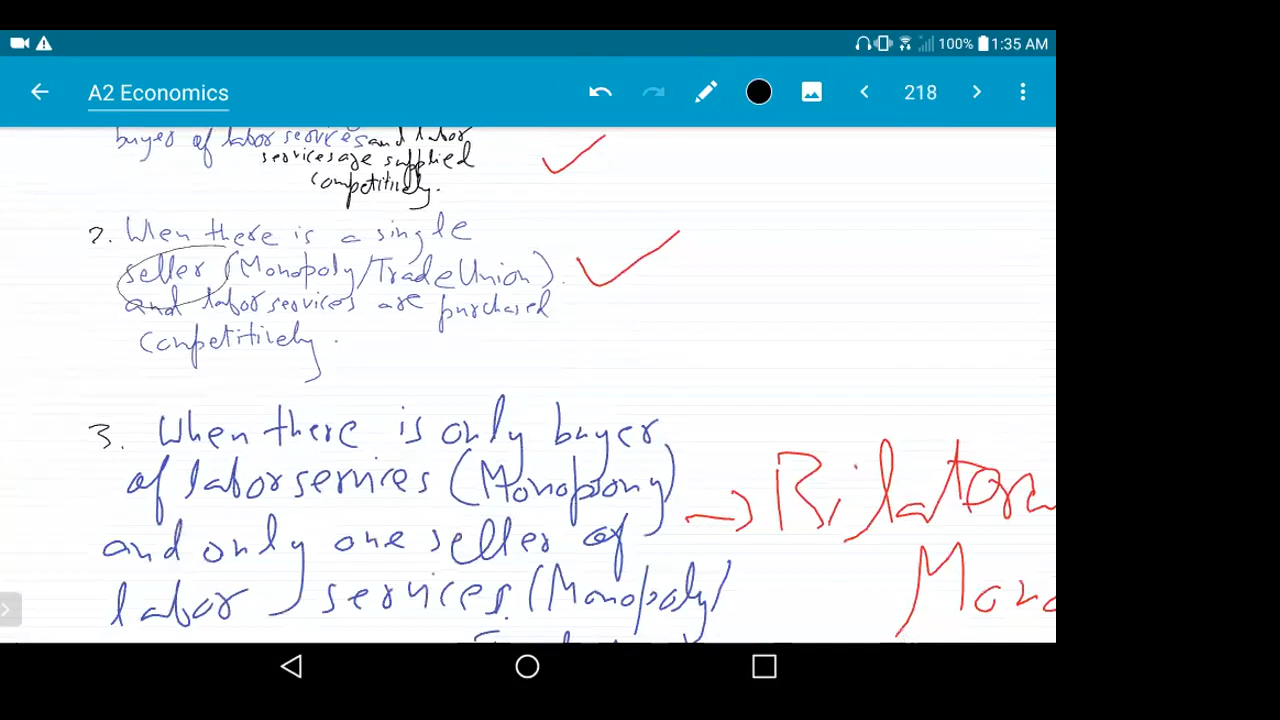 100% 1:35 AM
A2 Economics
218
buyer of labor services and labor
services are supplied
competitively.
2. When there is a single
seller (Monopoly/Trade Union).
and labor services are purchased
competitively.
3. When there is only buyer
of labor services (Monopsony)
→ Bilatera
and only one seller of
labor services. (Monopoly/
Mono